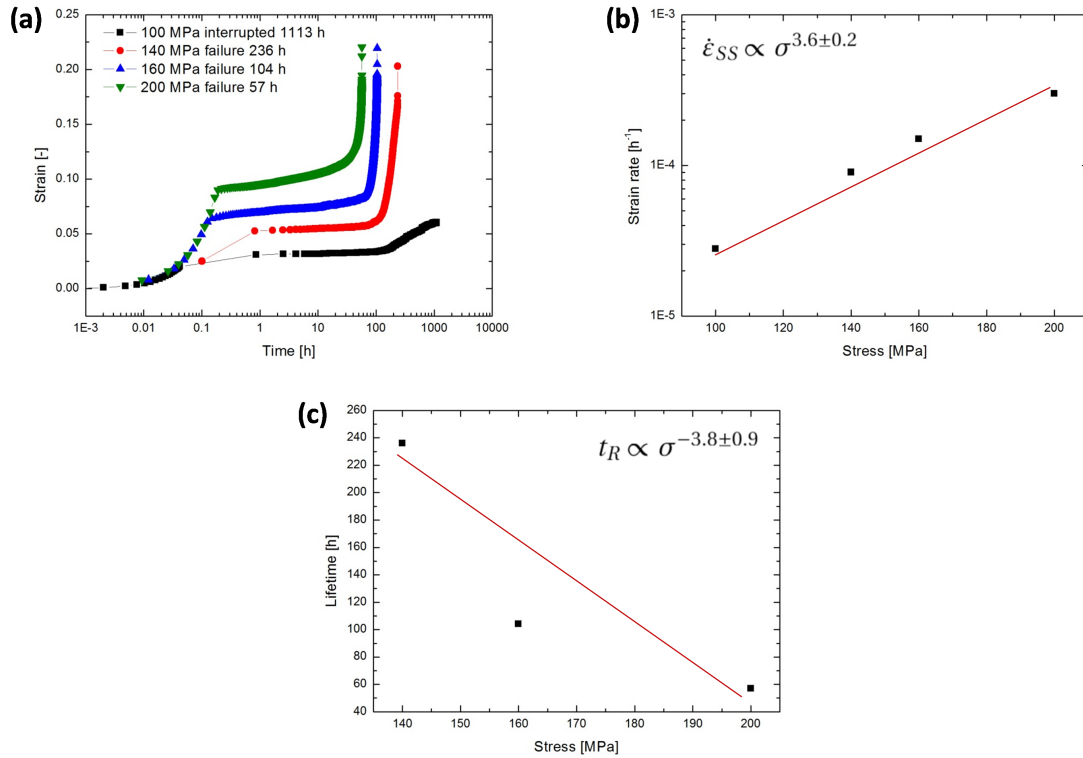 (a)
100 MPa interrupted 1113 h
140 MPa failure 236 h
160 MPa failure 104 h
200 MPa failure 57 h
0.25
0.20
0.15
0.10
0.05
0.00
Strain [-]
1E-3 0.01 0.1 1 10 100 1000 10000
Time [h]
(b)
ε̇_SS ∝ σ^{3.6±0.2}
1E-3
1E-4
1E-5
Strain rate [h⁻¹]
100 120 140 160 180 200
Stress [MPa]
(c)
t_R ∝ σ^{−3.8±0.9}
260
240
220
200
180
160
140
120
100
80
60
40
Lifetime [h]
140 150 160 170 180 190 200
Stress [MPa]